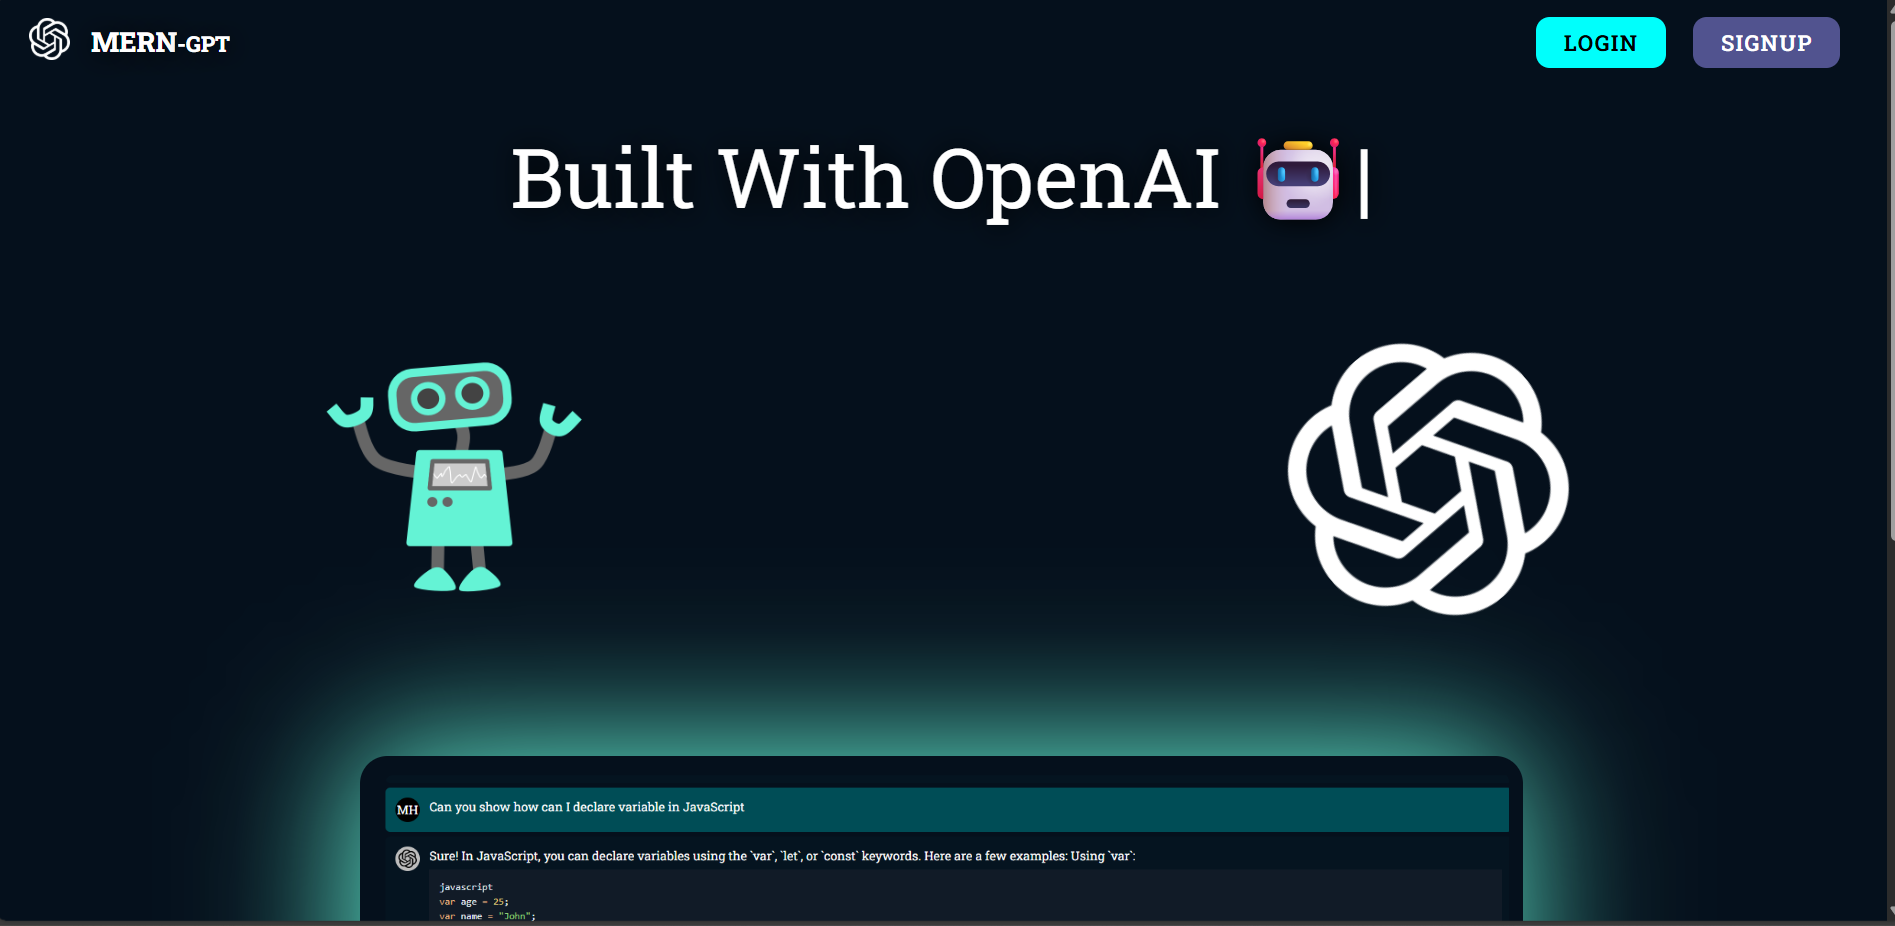 MERN-GPT
LOGIN
SIGNUP
Built With OpenAI 🤖|
MH
Can you show how can I declare variable in JavaScript
Sure! In JavaScript, you can declare variables using the `var`, `let`, or `const` keywords. Here are a few examples: Using `var`:
javascript
var age = 25;
var name = "John";